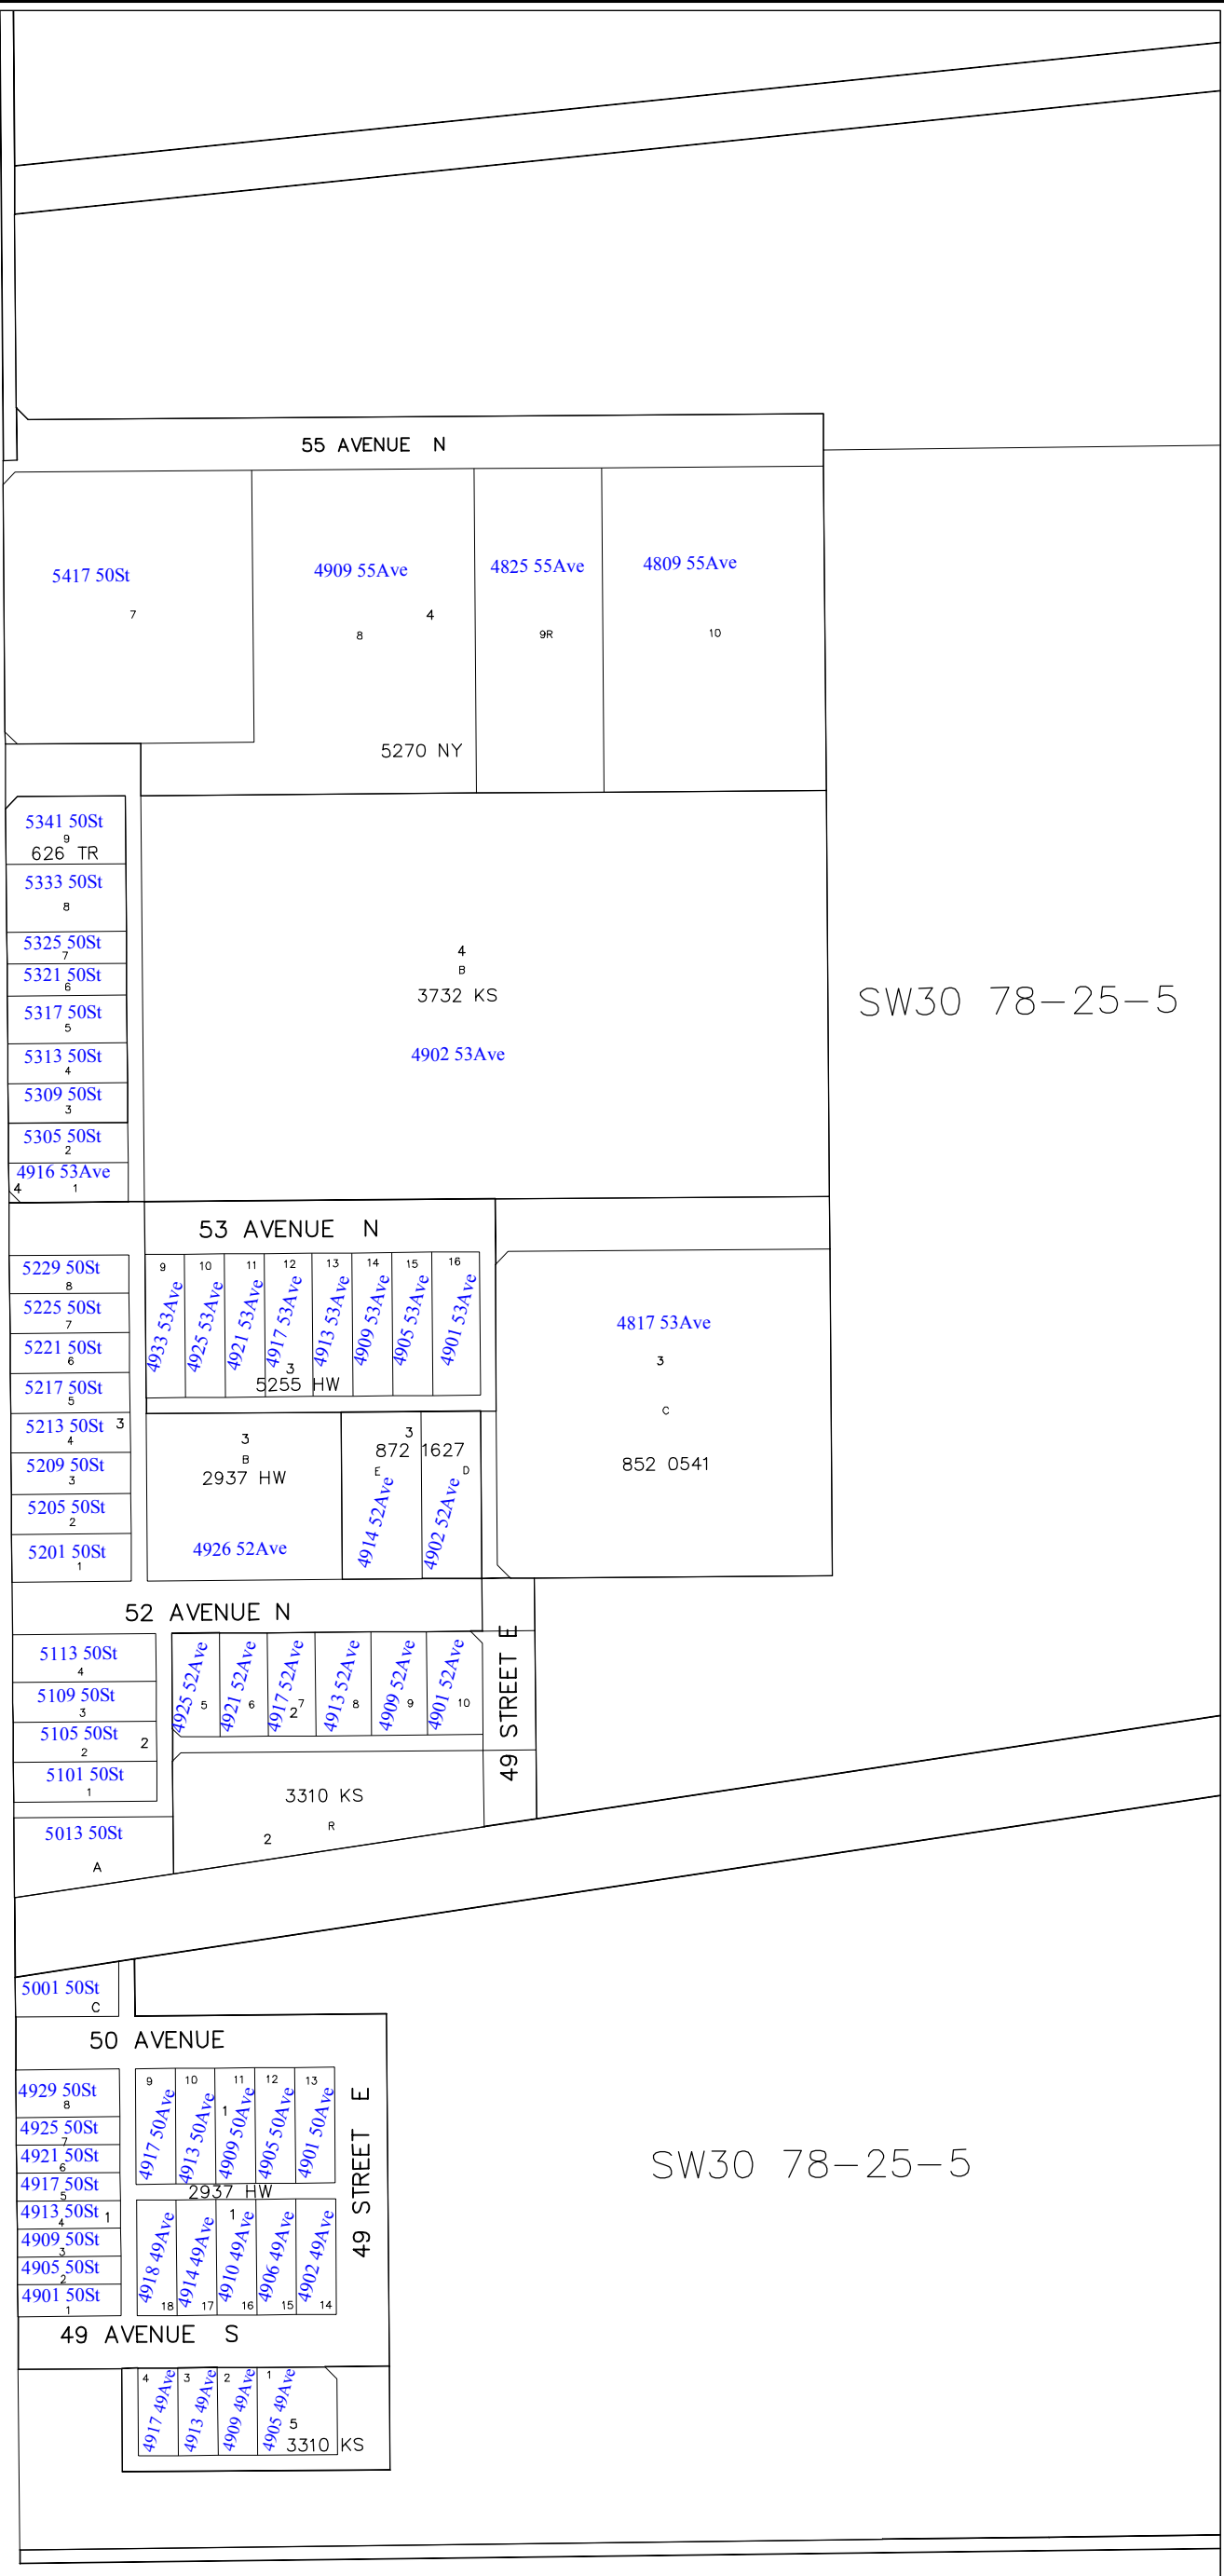 55 AVENUE N
5417 50St
7
4909 55Ave
4
8
4825 55Ave
9R
4809 55Ave
10
5270 NY
5341 50St
9
626 TR
5333 50St
8
5325 50St
7
5321 50St
6
5317 50St
5
5313 50St
4
5309 50St
3
5305 50St
2
4916 53Ave
4
1
4
B
3732 KS
4902 53Ave
SW30 78-25-5
53 AVENUE N
5229 50St
8
5225 50St
7
5221 50St
6
5217 50St
5
5213 50St
3
4
5209 50St
3
5205 50St
2
5201 50St
1
9
4933 53Ave
10
4925 53Ave
11
4921 53Ave
12
4917 53Ave
13
4913 53Ave
14
4909 53Ave
15
4905 53Ave
16
4901 53Ave
3
5255 HW
4817 53Ave
3
C
852 0541
3
B
2937 HW
4926 52Ave
3
872 1627
E
4914 52Ave
D
4902 52Ave
52 AVENUE N
49 STREET E
5113 50St
4
5109 50St
3
5105 50St
2
2
5101 50St
1
5013 50St
A
4925 52Ave
5
4921 52Ave
6
4917 52Ave
7
2
4913 52Ave
8
4909 52Ave
9
4901 52Ave
10
3310 KS
R
2
5001 50St
C
50 AVENUE
49 STREET E
4929 50St
8
4925 50St
7
4921 50St
6
4917 50St
5
4913 50St
4
1
4909 50St
3
4905 50St
2
4901 50St
1
9
4917 50Ave
10
4913 50Ave
11
1
4909 50Ave
12
4905 50Ave
13
4901 50Ave
2937 HW
4918 49Ave
18
4914 49Ave
17
1
4910 49Ave
16
4906 49Ave
15
4902 49Ave
14
SW30 78-25-5
49 AVENUE S
4
4917 49Ave
3
4913 49Ave
2
4909 49Ave
1
4905 49Ave
5
3310 KS